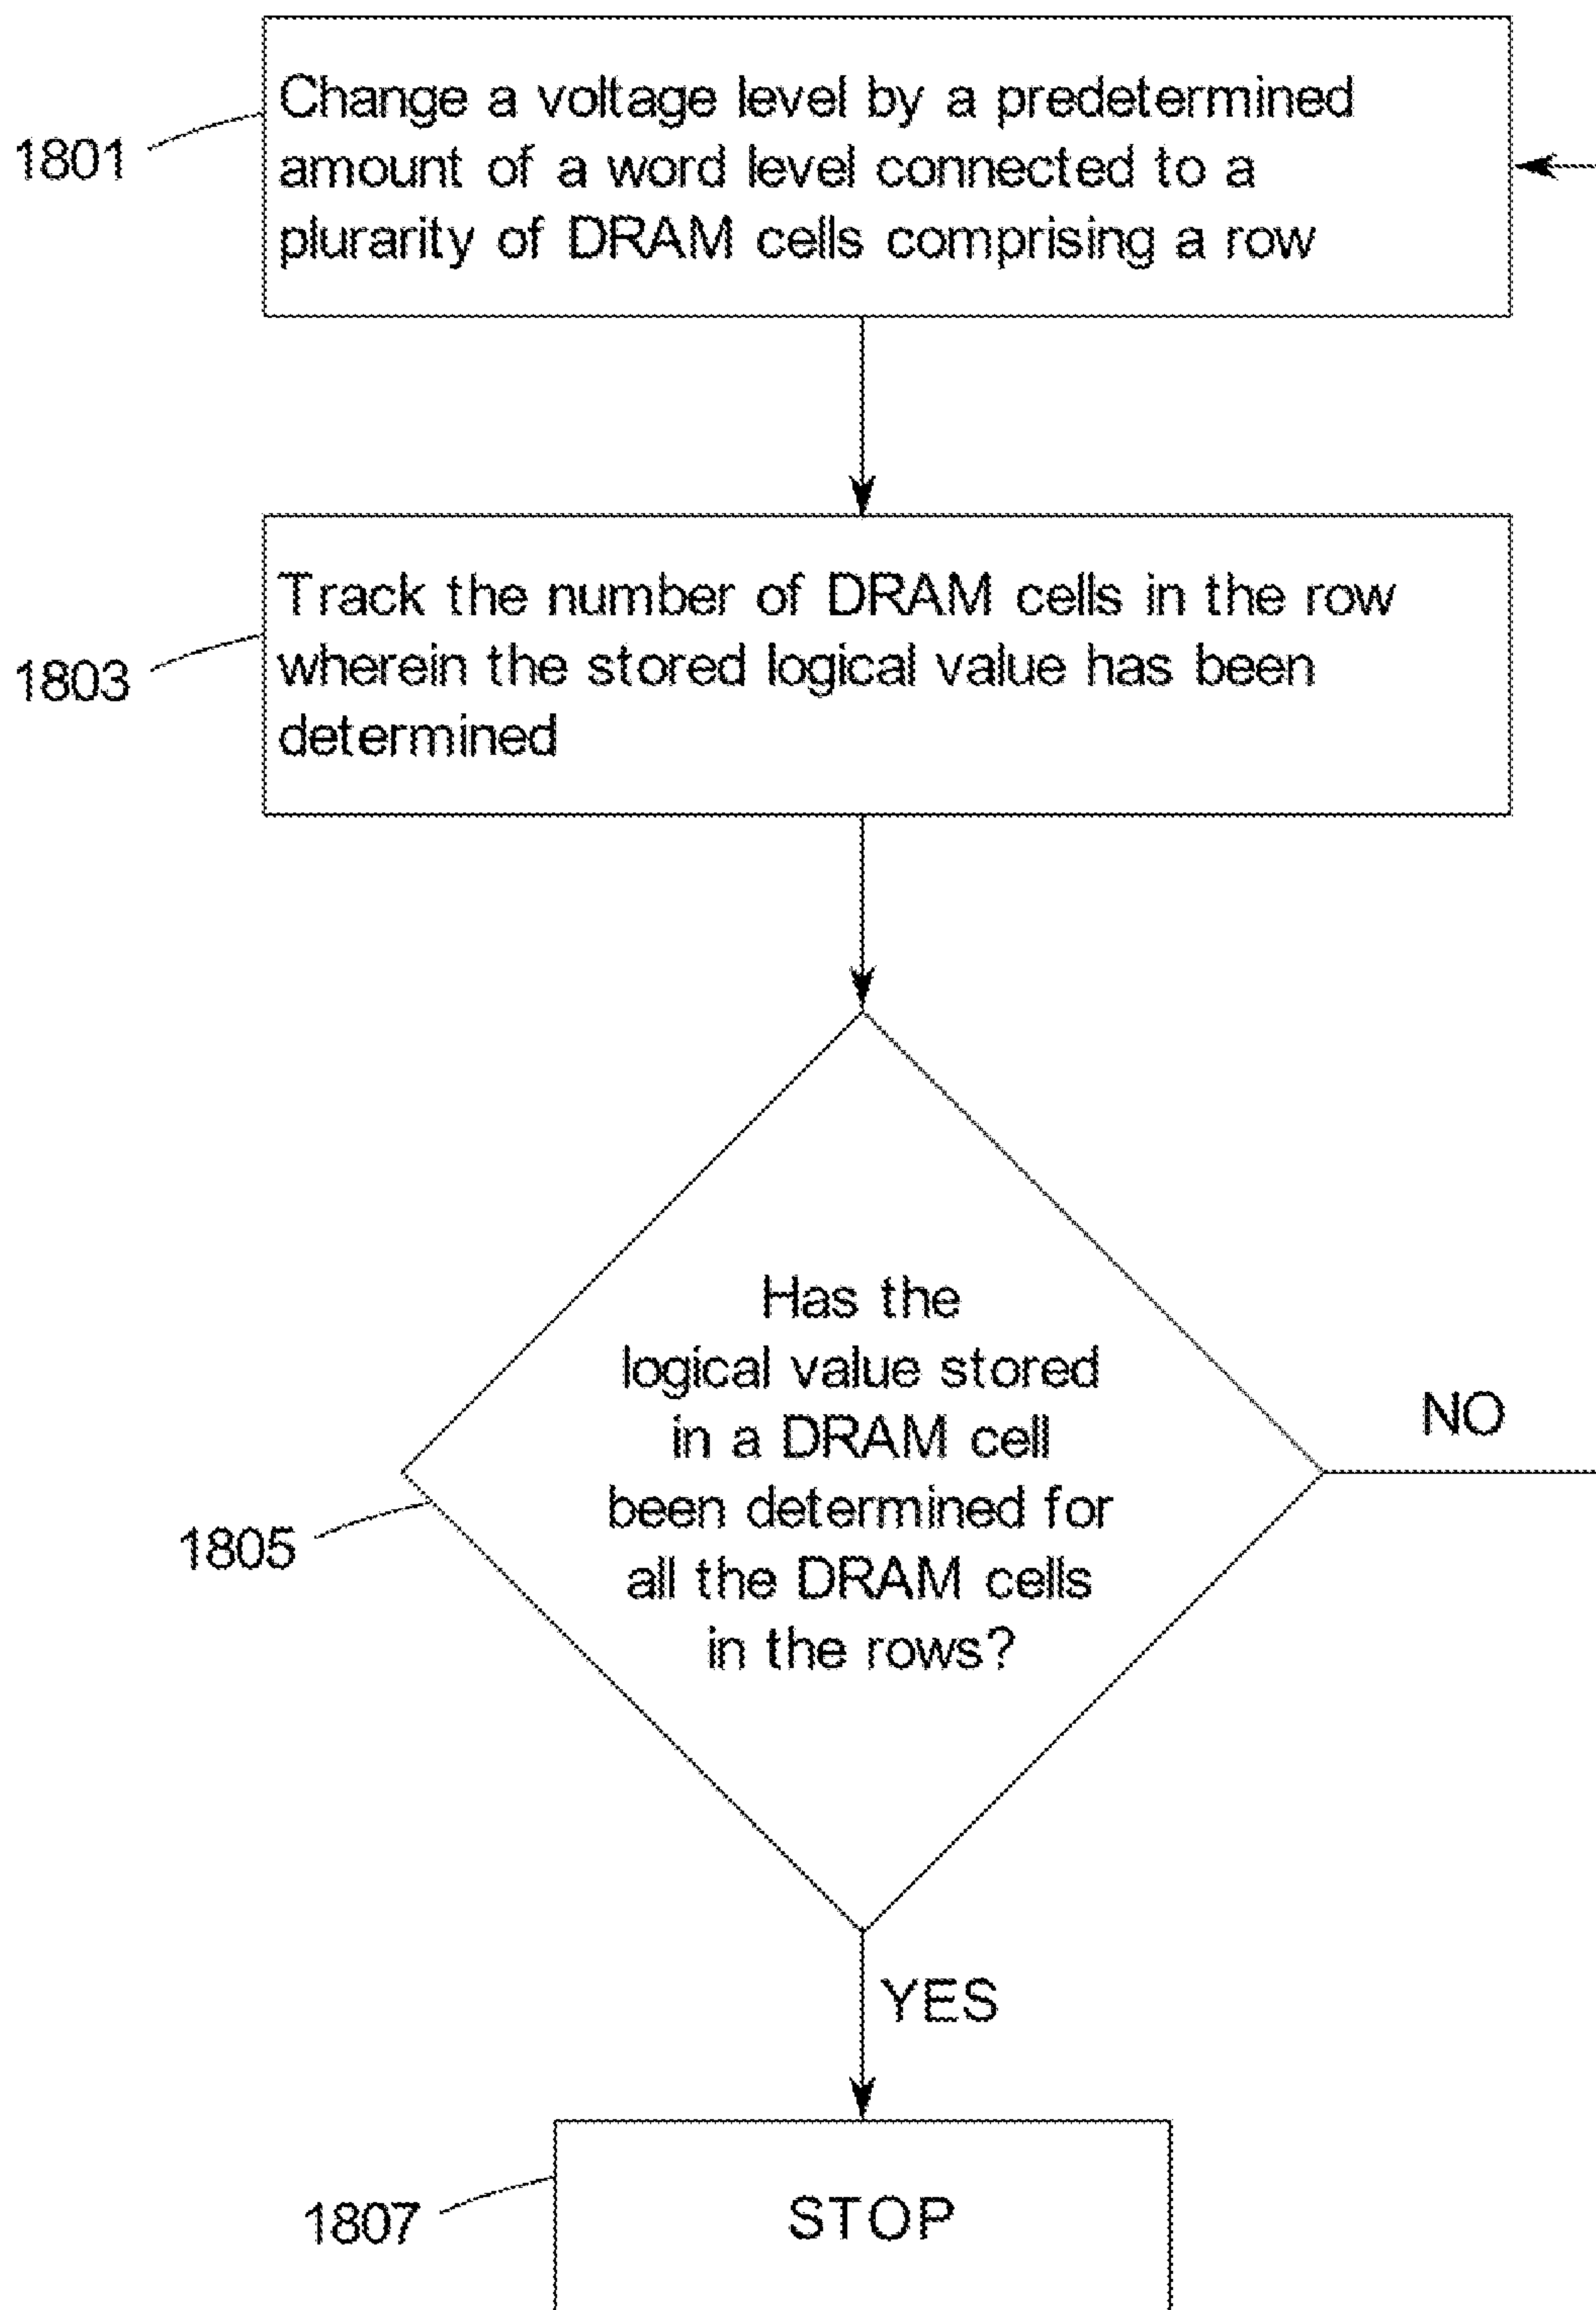 1801
Change a voltage level by a predetermined
amount of a word level connected to a
plurarity of DRAM cells comprising a row
1803
Track the number of DRAM cells in the row
wherein the stored logical value has been
determined
1805
Has the
logical value stored
in a DRAM cell
been determined for
all the DRAM cells
in the rows?
NO
YES
1807
STOP